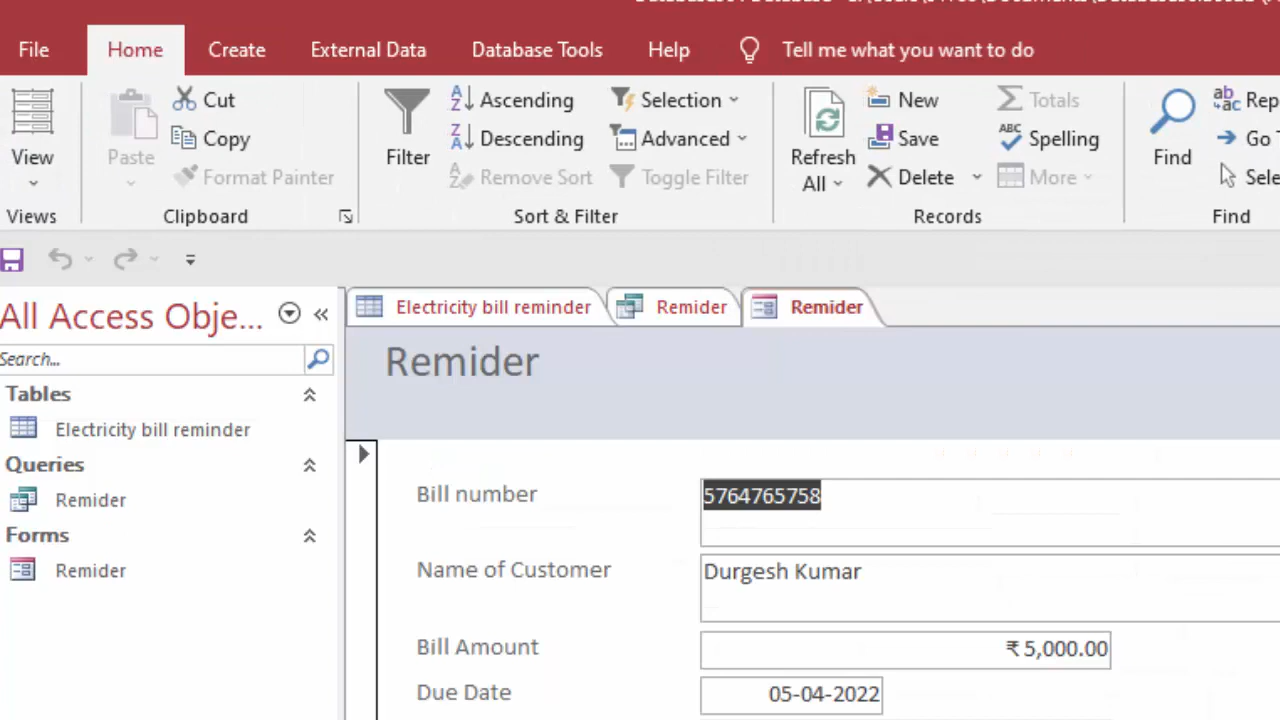 File Home Create External Data Database Tools Help Tell me what you want to do
View
Views
Paste
Cut
Copy
Format Painter
Clipboard
Filter
Ascending
Descending
Remove Sort
Selection
Advanced
Toggle Filter
Sort & Filter
Refresh
All
New
Save
Delete
Totals
Spelling
More
Records
Find
Rep
Go
Sele
Find
All Access Obje...
Search...
Tables
Electricity bill reminder
Queries
Remider
Forms
Remider
Electricity bill reminder Remider Remider
Remider
Bill number 5764765758
Name of Customer Durgesh Kumar
Bill Amount ₹ 5,000.00
Due Date 05-04-2022